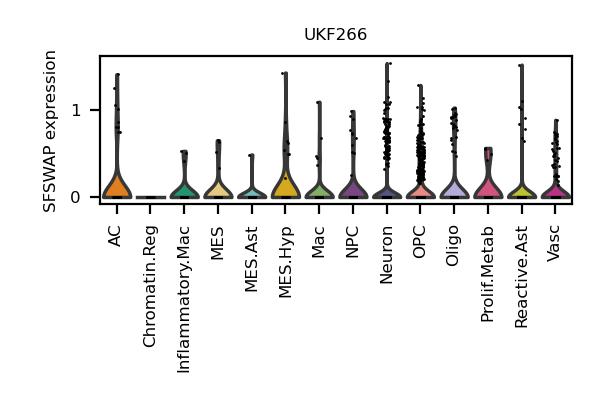 UKF266
SFSWAP expression
1
0
AC
Chromatin.Reg
Inflammatory.Mac
MES
MES.Ast
MES.Hyp
Mac
NPC
Neuron
OPC
Oligo
Prolif.Metab
Reactive.Ast
Vasc